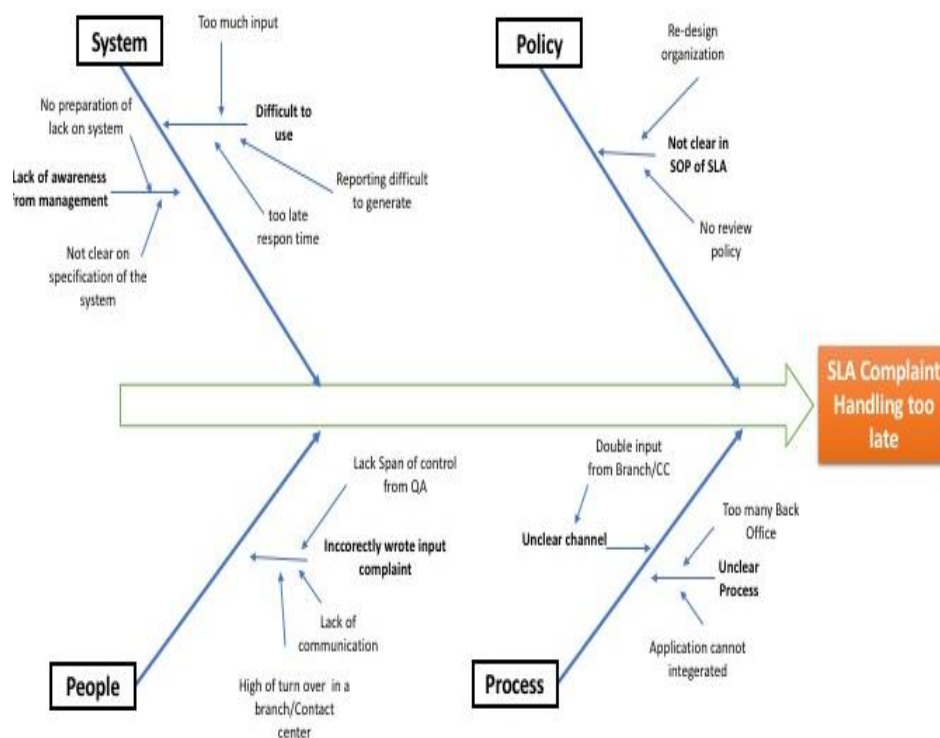 System
Too much input
No preparation of
lack on system
Difficult to
use
Lack of awareness
from management
Reporting difficult
to generate
too late
respon time
Not clear on
specification of the
system
Policy
Re-design
organization
Not clear in
SOP of SLA
No review
policy
SLA Complaint
Handling too
late
Lack Span of control
from QA
Inccorectly wrote input
complaint
Lack of
communication
People
High of turn over in a
branch/Contact
center
Double input
from Branch/CC
Unclear channel
Too many Back
Office
Unclear
Process
Application cannot
integerated
Process